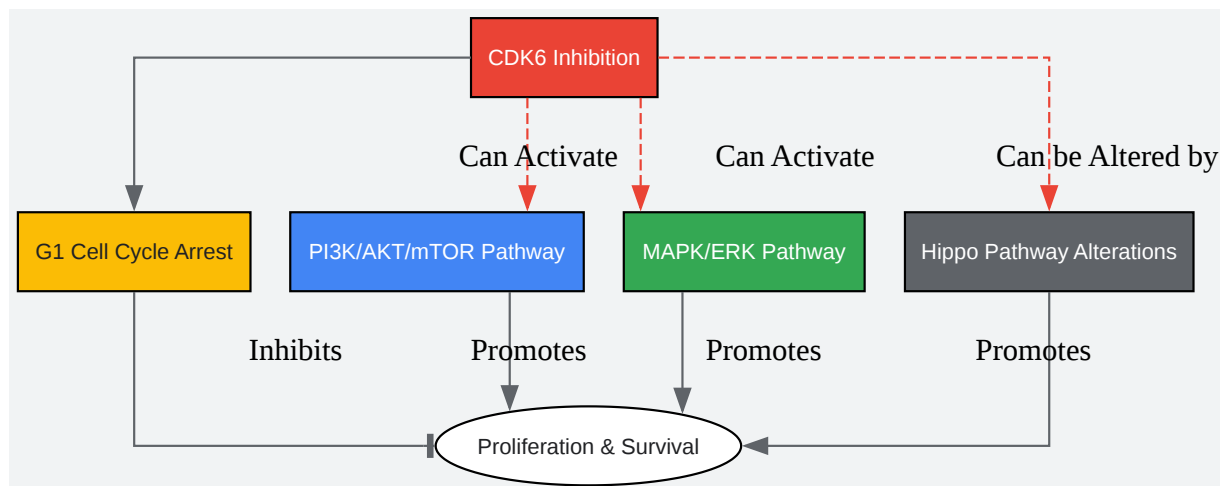 CDK6 Inhibition
Can Activate
Can Activate
Can be Altered by
G1 Cell Cycle Arrest
PI3K/AKT/mTOR Pathway
MAPK/ERK Pathway
Hippo Pathway Alterations
Inhibits
Promotes
Promotes
Promotes
Proliferation & Survival